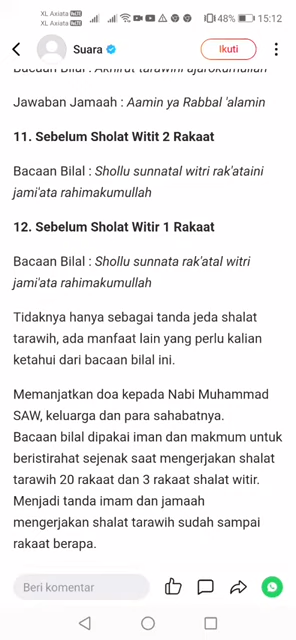 XL Axiata
XL Axiata
48% 15:12
Suara
Ikuti
Bacaan Bilal : Akhirut tarawihi ajarokumullah
Jawaban Jamaah : Aamin ya Rabbal 'alamin
11. Sebelum Sholat Witit 2 Rakaat
Bacaan Bilal : Shollu sunnatal witri rak'ataini
jami'ata rahimakumullah
12. Sebelum Sholat Witir 1 Rakaat
Bacaan Bilal : Shollu sunnata rak'atal witri
jami'ata rahimakumullah
Tidaknya hanya sebagai tanda jeda shalat
tarawih, ada manfaat lain yang perlu kalian
ketahui dari bacaan bilal ini.
Memanjatkan doa kepada Nabi Muhammad
SAW, keluarga dan para sahabatnya.
Bacaan bilal dipakai iman dan makmum untuk
beristirahat sejenak saat mengerjakan shalat
tarawih 20 rakaat dan 3 rakaat shalat witir.
Menjadi tanda imam dan jamaah
mengerjakan shalat tarawih sudah sampai
rakaat berapa.
Beri komentar